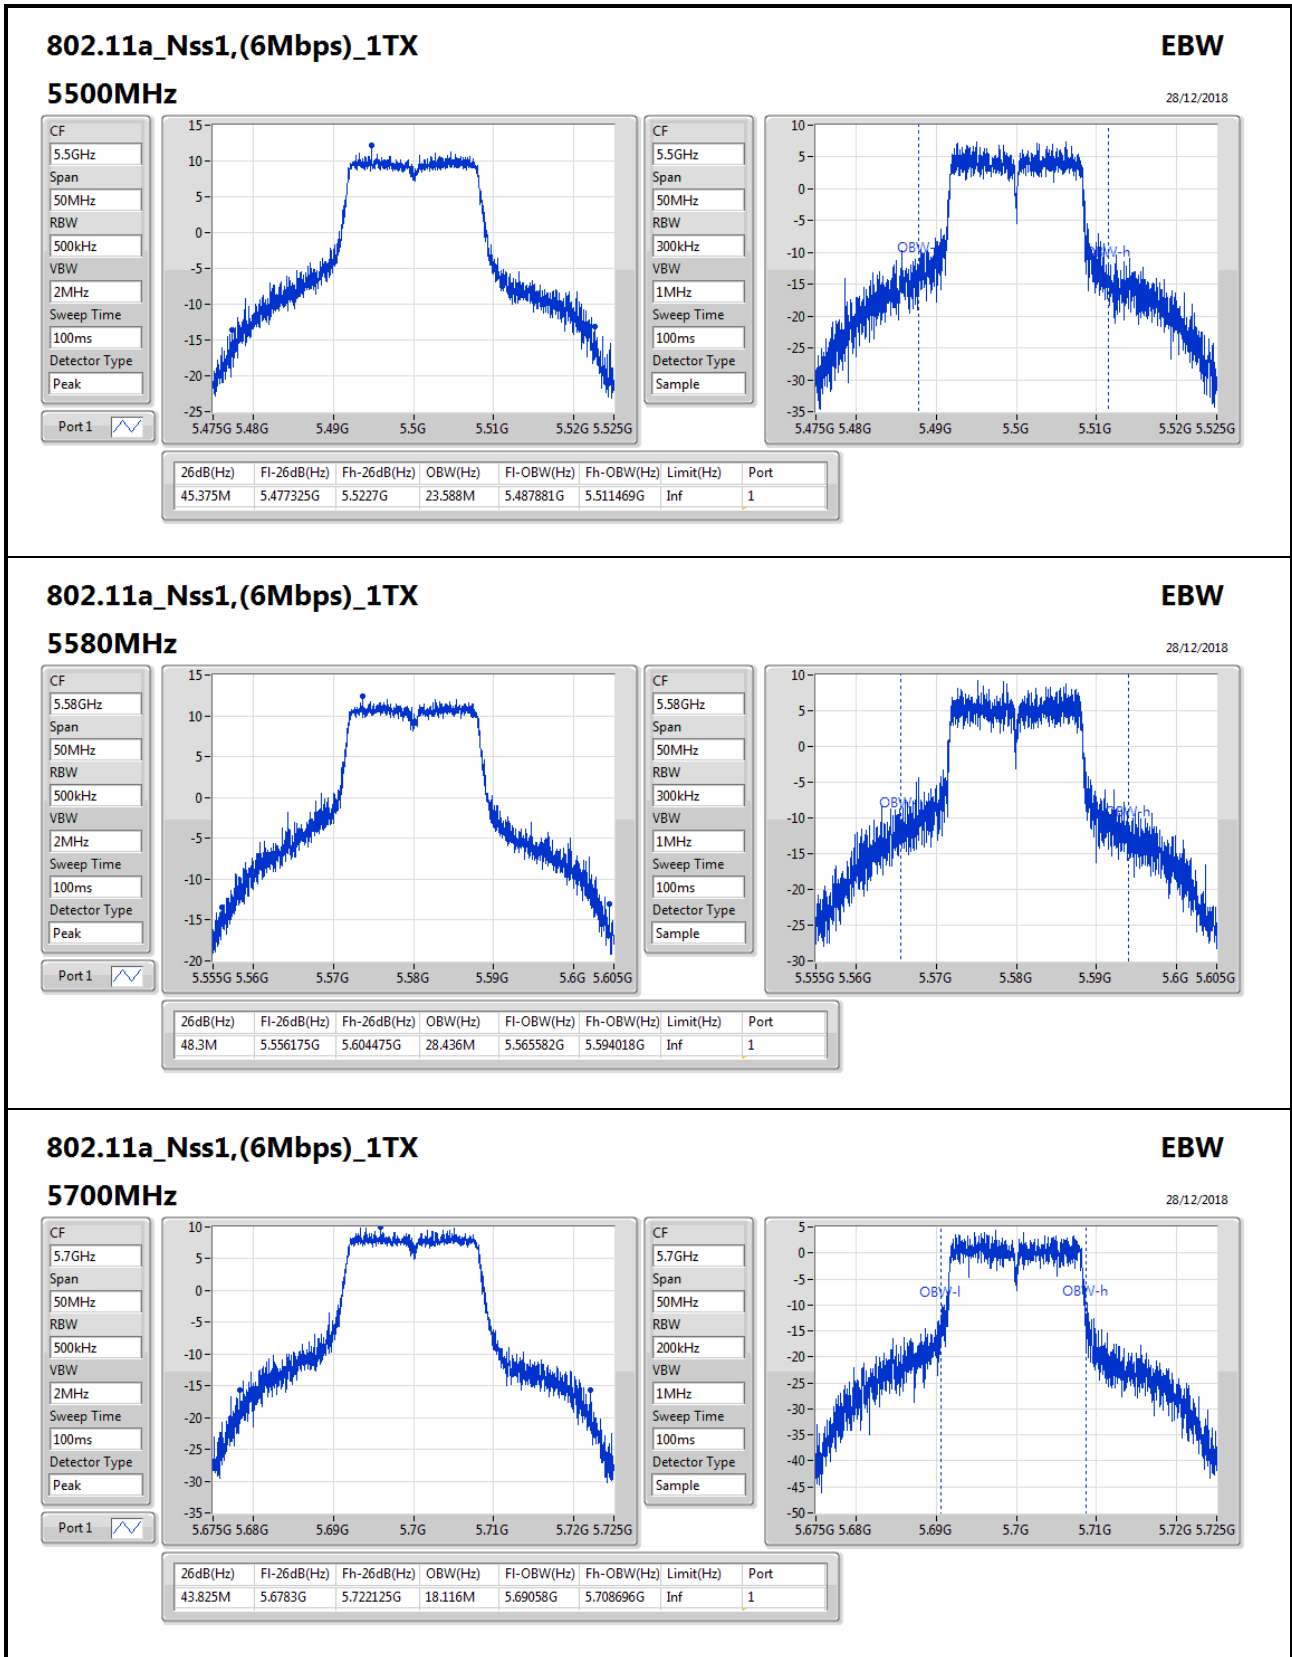 802.11a_Nss1,(6Mbps)_1TX EBW
5500MHz 28/12/2018
CF
5.5GHz
Span
50MHz
RBW
500kHz
VBW
2MHz
Sweep Time
100ms
Detector Type
Peak
Port 1
15
10
5
0
-5
-10
-15
-20
-25
5.475G 5.48G 5.49G 5.5G 5.51G 5.52G 5.525G
CF
5.5GHz
Span
50MHz
RBW
300kHz
VBW
1MHz
Sweep Time
100ms
Detector Type
Sample
10
5
0
-5
-10
-15
-20
-25
-30
-35
5.475G 5.48G 5.49G 5.5G 5.51G 5.52G 5.525G
26dB(Hz) Fl-26dB(Hz) Fh-26dB(Hz) OBW(Hz) Fl-OBW(Hz) Fh-OBW(Hz) Limit(Hz) Port
45.375M 5.477325G 5.5227G 23.588M 5.487881G 5.511469G Inf 1
802.11a_Nss1,(6Mbps)_1TX EBW
5580MHz 28/12/2018
CF
5.58GHz
Span
50MHz
RBW
500kHz
VBW
2MHz
Sweep Time
100ms
Detector Type
Peak
Port 1
15
10
5
0
-5
-10
-15
-20
5.555G 5.56G 5.57G 5.58G 5.59G 5.6G 5.605G
CF
5.58GHz
Span
50MHz
RBW
300kHz
VBW
1MHz
Sweep Time
100ms
Detector Type
Sample
10
5
0
-5
-10
-15
-20
-25
-30
5.555G 5.56G 5.57G 5.58G 5.59G 5.6G 5.605G
26dB(Hz) Fl-26dB(Hz) Fh-26dB(Hz) OBW(Hz) Fl-OBW(Hz) Fh-OBW(Hz) Limit(Hz) Port
48.3M 5.556175G 5.604475G 28.436M 5.565582G 5.594018G Inf 1
802.11a_Nss1,(6Mbps)_1TX EBW
5700MHz 28/12/2018
CF
5.7GHz
Span
50MHz
RBW
500kHz
VBW
2MHz
Sweep Time
100ms
Detector Type
Peak
Port 1
10
5
0
-5
-10
-15
-20
-25
-30
-35
5.675G 5.68G 5.69G 5.7G 5.71G 5.72G 5.725G
CF
5.7GHz
Span
50MHz
RBW
200kHz
VBW
1MHz
Sweep Time
100ms
Detector Type
Sample
5
0
-5
-10
-15
-20
-25
-30
-35
-40
-45
-50
OBW-l OBW-h
5.675G 5.68G 5.69G 5.7G 5.71G 5.72G 5.725G
26dB(Hz) Fl-26dB(Hz) Fh-26dB(Hz) OBW(Hz) Fl-OBW(Hz) Fh-OBW(Hz) Limit(Hz) Port
43.825M 5.6783G 5.722125G 18.116M 5.69058G 5.708696G Inf 1